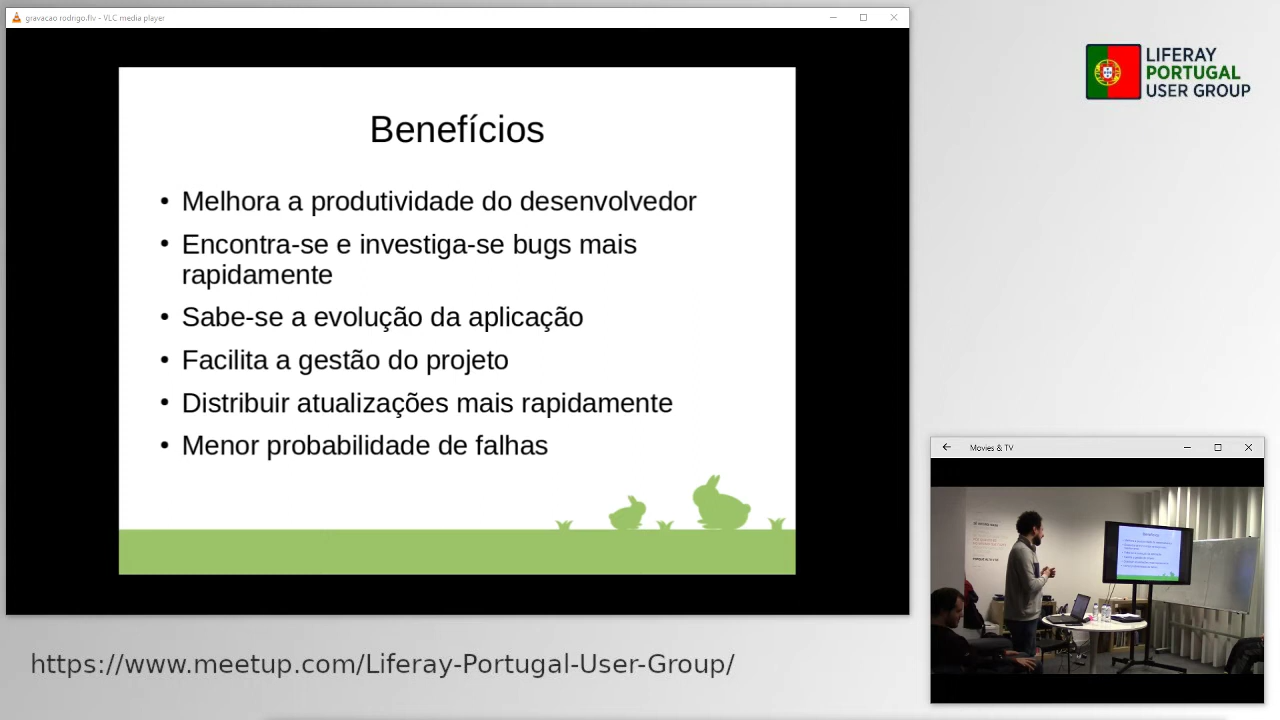 gravacao rodrigo.flv - VLC media player
LIFERAY
PORTUGAL
USER GROUP
Benefícios
• Melhora a produtividade do desenvolvedor
• Encontra-se e investiga-se bugs mais
rapidamente
• Sabe-se a evolução da aplicação
• Facilita a gestão do projeto
• Distribuir atualizações mais rapidamente
• Menor probabilidade de falhas
Movies & TV
Benefícios
https://www.meetup.com/Liferay-Portugal-User-Group/